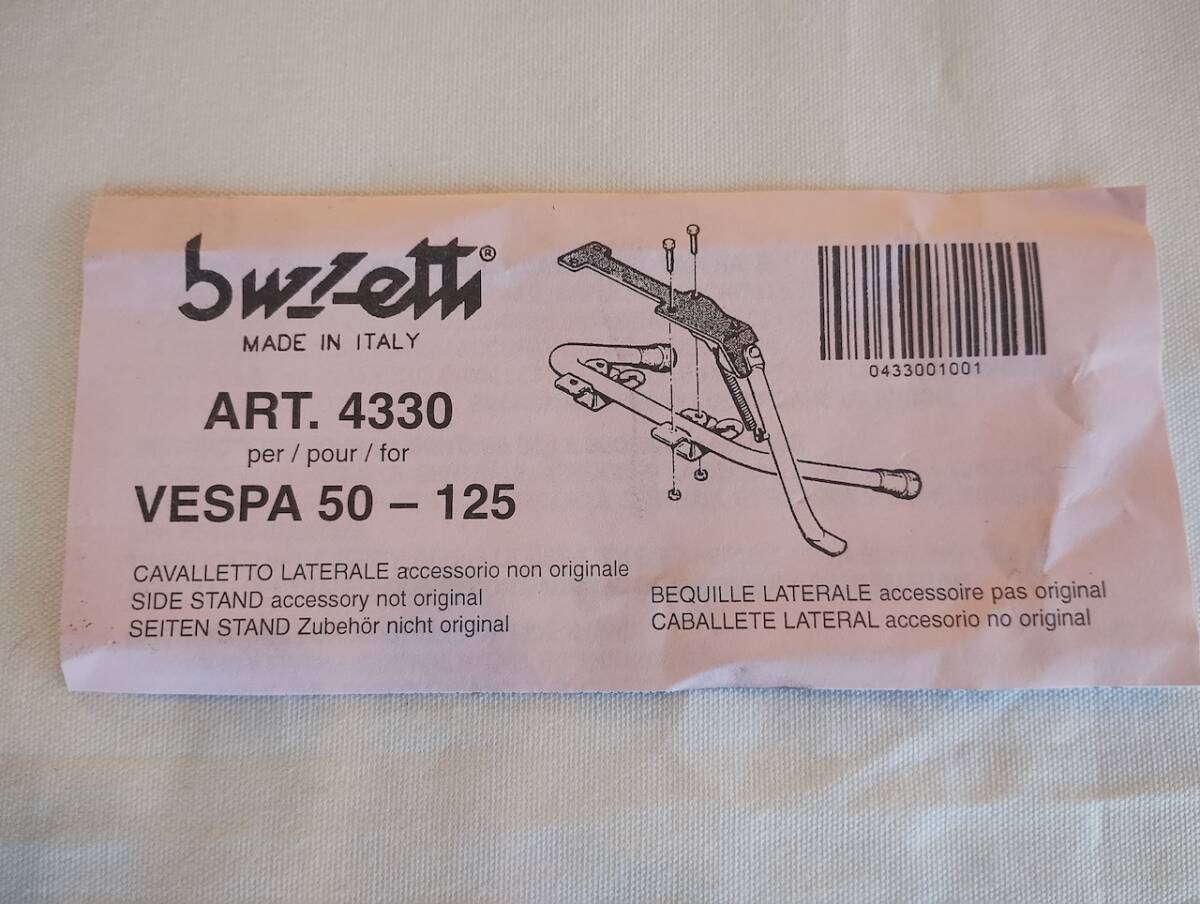 buzzetti®
MADE IN ITALY
ART. 4330
per / pour / for
VESPA 50 – 125
CAVALLETTO LATERALE accessorio non originale
SIDE STAND accessory not original
SEITEN STAND Zubehör nicht original
0433001001
BEQUILLE LATERALE accessoire pas original
CABALLETE LATERAL accesorio no original